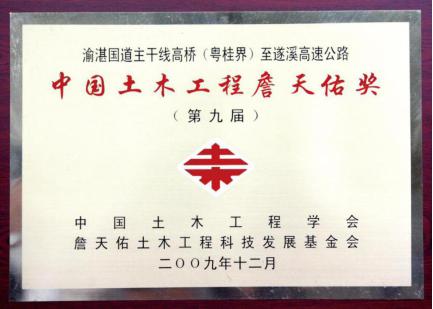 渝湛国道主干线高桥（粤桂界）至遂溪高速公路
中国土木工程詹天佑奖
（第九届）
中国土木工程学会
詹天佑土木工程科技发展基金会
二〇〇九年十二月